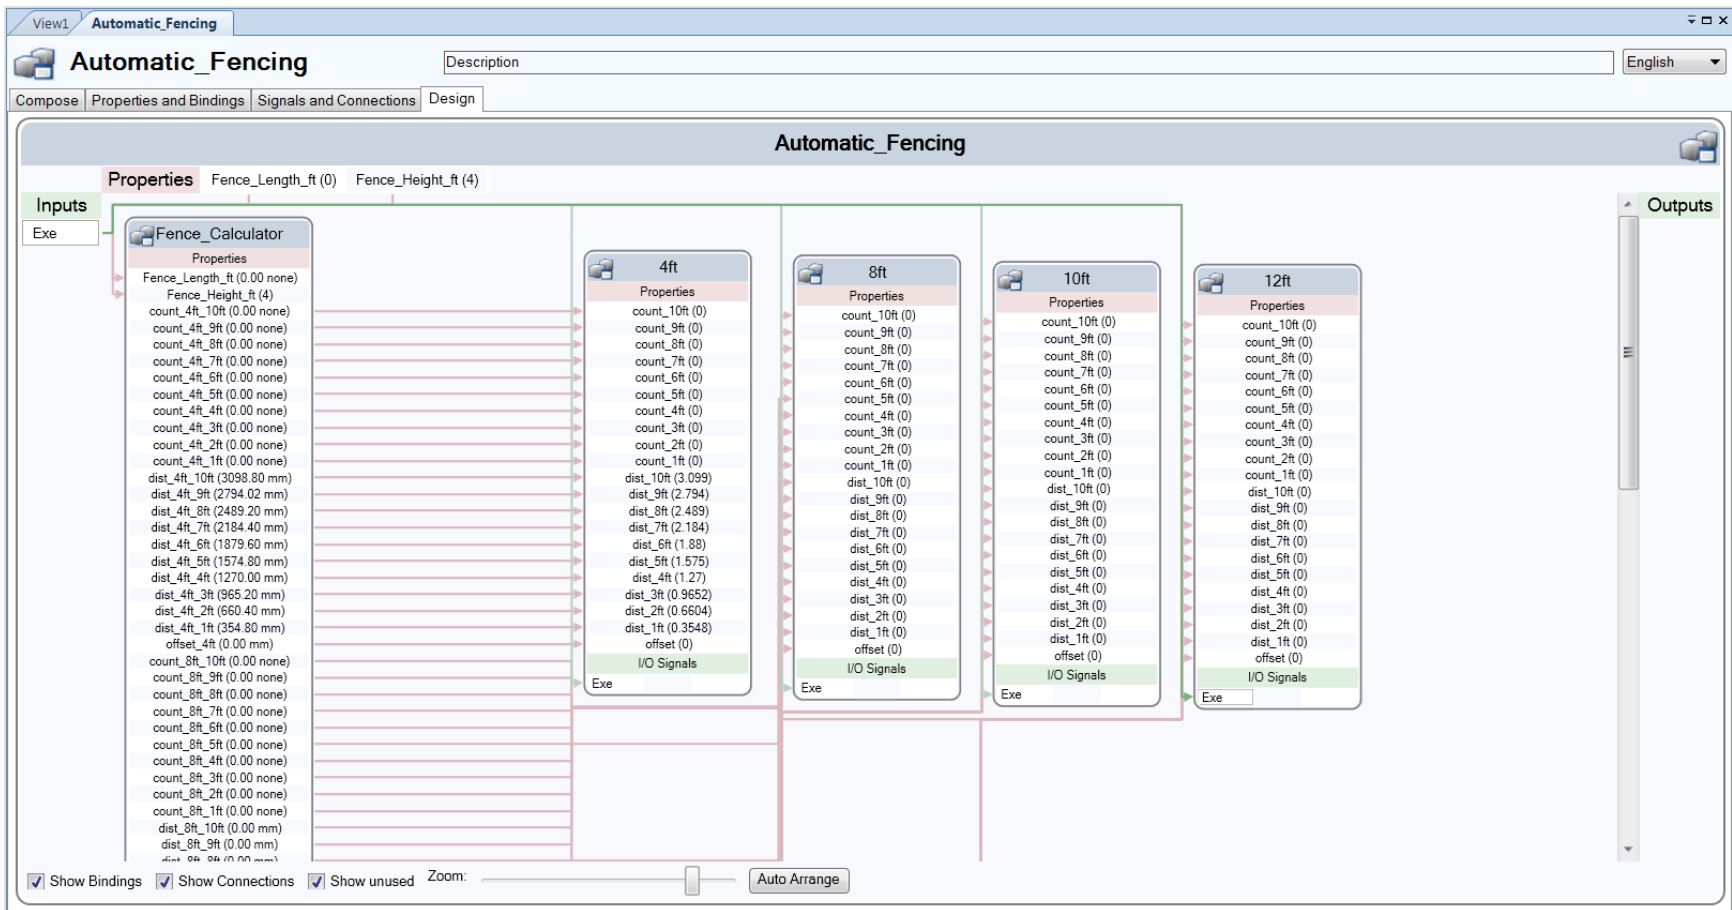 View1 Automatic_Fencing
Automatic_Fencing Description English
Compose Properties and Bindings Signals and Connections Design
Automatic_Fencing
Properties Fence_Length_ft (0) Fence_Height_ft (4)
Inputs
Exe
Outputs
Fence_Calculator
Properties
Fence_Length_ft (0.00 none)
Fence_Height_ft (4)
count_4ft_10ft (0.00 none)
count_4ft_9ft (0.00 none)
count_4ft_8ft (0.00 none)
count_4ft_7ft (0.00 none)
count_4ft_6ft (0.00 none)
count_4ft_5ft (0.00 none)
count_4ft_4ft (0.00 none)
count_4ft_3ft (0.00 none)
count_4ft_2ft (0.00 none)
count_4ft_1ft (0.00 none)
dist_4ft_10ft (3098.80 mm)
dist_4ft_9ft (2794.02 mm)
dist_4ft_8ft (2489.20 mm)
dist_4ft_7ft (2184.40 mm)
dist_4ft_6ft (1879.60 mm)
dist_4ft_5ft (1574.80 mm)
dist_4ft_4ft (1270.00 mm)
dist_4ft_3ft (965.20 mm)
dist_4ft_2ft (660.40 mm)
dist_4ft_1ft (354.80 mm)
offset_4ft (0.00 mm)
count_8ft_10ft (0.00 none)
count_8ft_9ft (0.00 none)
count_8ft_8ft (0.00 none)
count_8ft_7ft (0.00 none)
count_8ft_6ft (0.00 none)
count_8ft_5ft (0.00 none)
count_8ft_4ft (0.00 none)
count_8ft_3ft (0.00 none)
count_8ft_2ft (0.00 none)
count_8ft_1ft (0.00 none)
dist_8ft_10ft (0.00 mm)
dist_8ft_9ft (0.00 mm)
dist_8ft_8ft (0.00 mm)
4ft
Properties
count_10ft (0)
count_9ft (0)
count_8ft (0)
count_7ft (0)
count_6ft (0)
count_5ft (0)
count_4ft (0)
count_3ft (0)
count_2ft (0)
count_1ft (0)
dist_10ft (3.099)
dist_9ft (2.794)
dist_8ft (2.489)
dist_7ft (2.184)
dist_6ft (1.88)
dist_5ft (1.575)
dist_4ft (1.27)
dist_3ft (0.9652)
dist_2ft (0.6604)
dist_1ft (0.3548)
offset (0)
I/O Signals
Exe
8ft
Properties
count_10ft (0)
count_9ft (0)
count_8ft (0)
count_7ft (0)
count_6ft (0)
count_5ft (0)
count_4ft (0)
count_3ft (0)
count_2ft (0)
count_1ft (0)
dist_10ft (0)
dist_9ft (0)
dist_8ft (0)
dist_7ft (0)
dist_6ft (0)
dist_5ft (0)
dist_4ft (0)
dist_3ft (0)
dist_2ft (0)
dist_1ft (0)
offset (0)
I/O Signals
Exe
10ft
Properties
count_10ft (0)
count_9ft (0)
count_8ft (0)
count_7ft (0)
count_6ft (0)
count_5ft (0)
count_4ft (0)
count_3ft (0)
count_2ft (0)
count_1ft (0)
dist_10ft (0)
dist_9ft (0)
dist_8ft (0)
dist_7ft (0)
dist_6ft (0)
dist_5ft (0)
dist_4ft (0)
dist_3ft (0)
dist_2ft (0)
dist_1ft (0)
offset (0)
I/O Signals
Exe
12ft
Properties
count_10ft (0)
count_9ft (0)
count_8ft (0)
count_7ft (0)
count_6ft (0)
count_5ft (0)
count_4ft (0)
count_3ft (0)
count_2ft (0)
count_1ft (0)
dist_10ft (0)
dist_9ft (0)
dist_8ft (0)
dist_7ft (0)
dist_6ft (0)
dist_5ft (0)
dist_4ft (0)
dist_3ft (0)
dist_2ft (0)
dist_1ft (0)
offset (0)
I/O Signals
Exe
Show Bindings Show Connections Show unused Zoom: Auto Arrange